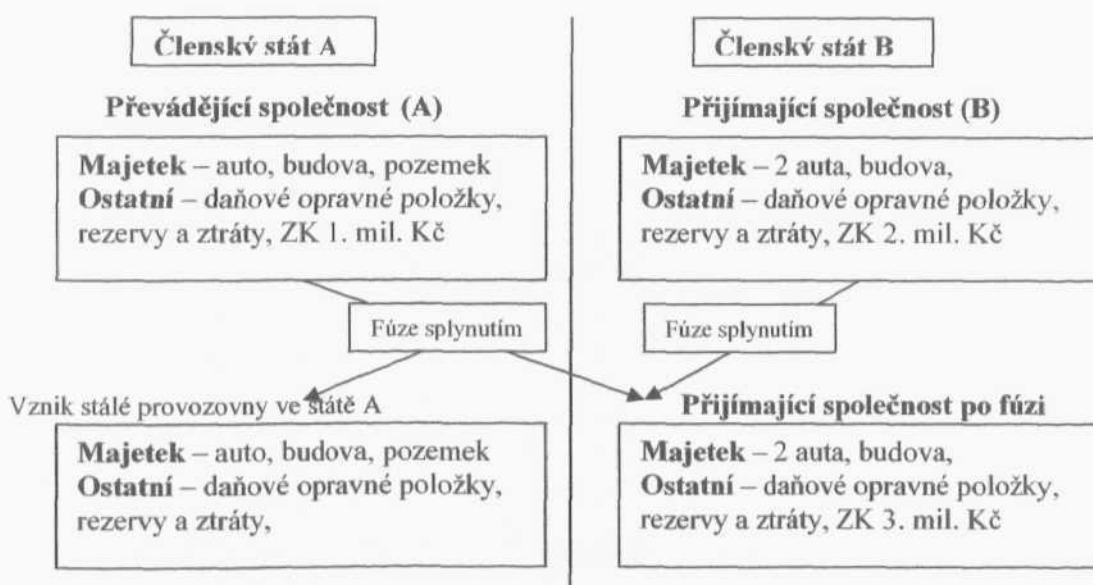 Členský stát A
Členský stát B
Převádějící společnost (A)
Přijímající společnost (B)
Majetek – auto, budova, pozemek
Ostatní – daňové opravné položky,
rezervy a ztráty, ZK 1. mil. Kč
Majetek – 2 auta, budova,
Ostatní – daňové opravné položky,
rezervy a ztráty, ZK 2. mil. Kč
Fúze splynutím
Fúze splynutím
Vznik stálé provozovny ve státě A
Přijímající společnost po fúzi
Majetek – auto, budova, pozemek
Ostatní – daňové opravné položky,
rezervy a ztráty,
Majetek – 2 auta, budova,
Ostatní – daňové opravné položky,
rezervy a ztráty, ZK 3. mil. Kč